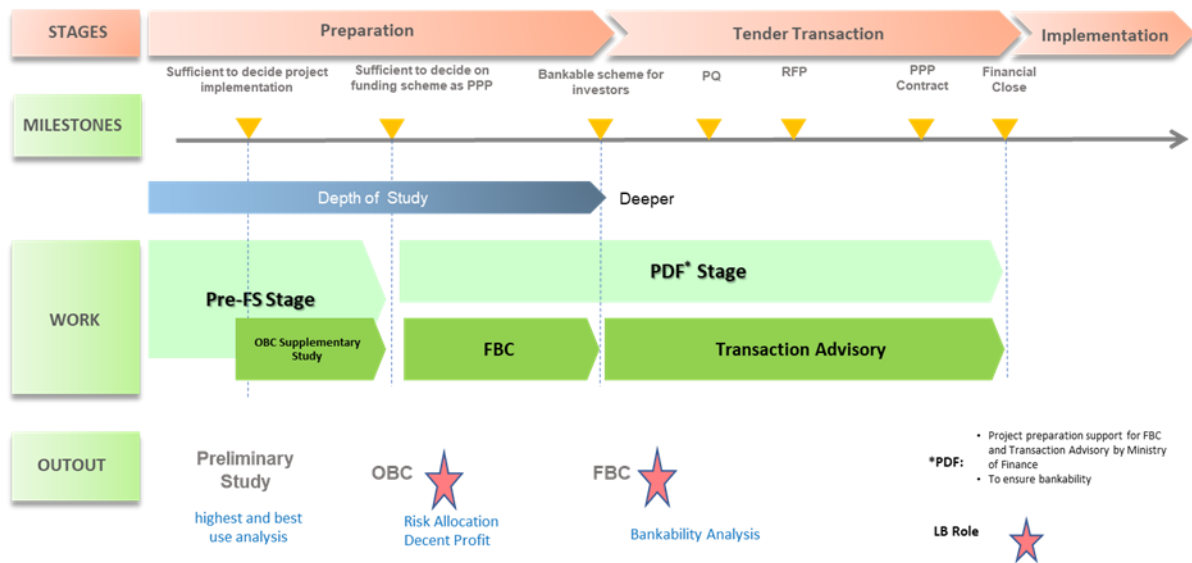 STAGES
Preparation
Tender Transaction
Implementation
Sufficient to decide project
implementation
Sufficient to decide on
funding scheme as PPP
Bankable scheme for
investors
PQ
RFP
PPP
Contract
Financial
Close
MILESTONES
Depth of Study
Deeper
WORK
Pre-FS Stage
PDF* Stage
OBC Supplementary
Study
FBC
Transaction Advisory
OUTOUT
Preliminary
Study
highest and best
use analysis
OBC
Risk Allocation
Decent Profit
FBC
Bankability Analysis
*PDF:
• Project preparation support for FBC
and Transaction Advisory by Ministry
of Finance
• To ensure bankability
LB Role